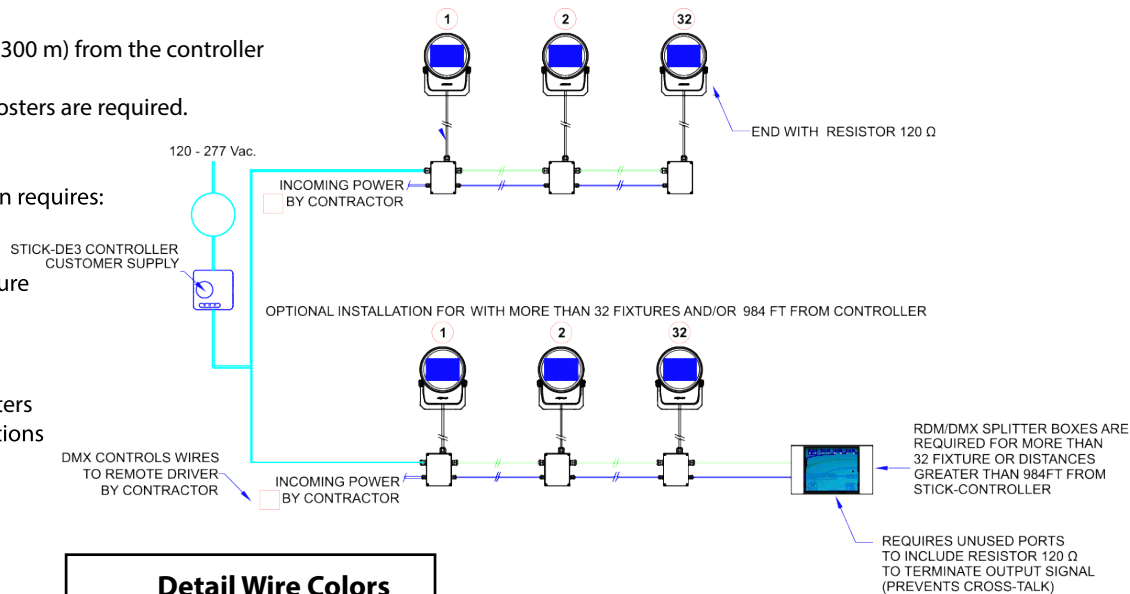 300 m) from the controller
osters are required.
n requires:
ure
ters
tions
1
2
32
END WITH RESISTOR 120 Ω
120 - 277 Vac.
INCOMING POWER
BY CONTRACTOR
STICK-DE3 CONTROLLER
CUSTOMER SUPPLY
OPTIONAL INSTALLATION FOR WITH MORE THAN 32 FIXTURES AND/OR 984 FT FROM CONTROLLER
1
2
32
DMX CONTROLS WIRES
TO REMOTE DRIVER
BY CONTRACTOR
INCOMING POWER
BY CONTRACTOR
RDM/DMX SPLITTER BOXES ARE
REQUIRED FOR MORE THAN
32 FIXTURE OR DISTANCES
GREATER THAN 984FT FROM
STICK-CONTROLLER
REQUIRES UNUSED PORTS
TO INCLUDE RESISTOR 120 Ω
TO TERMINATE OUTPUT SIGNAL
(PREVENTS CROSS-TALK)
Detail Wire Colors